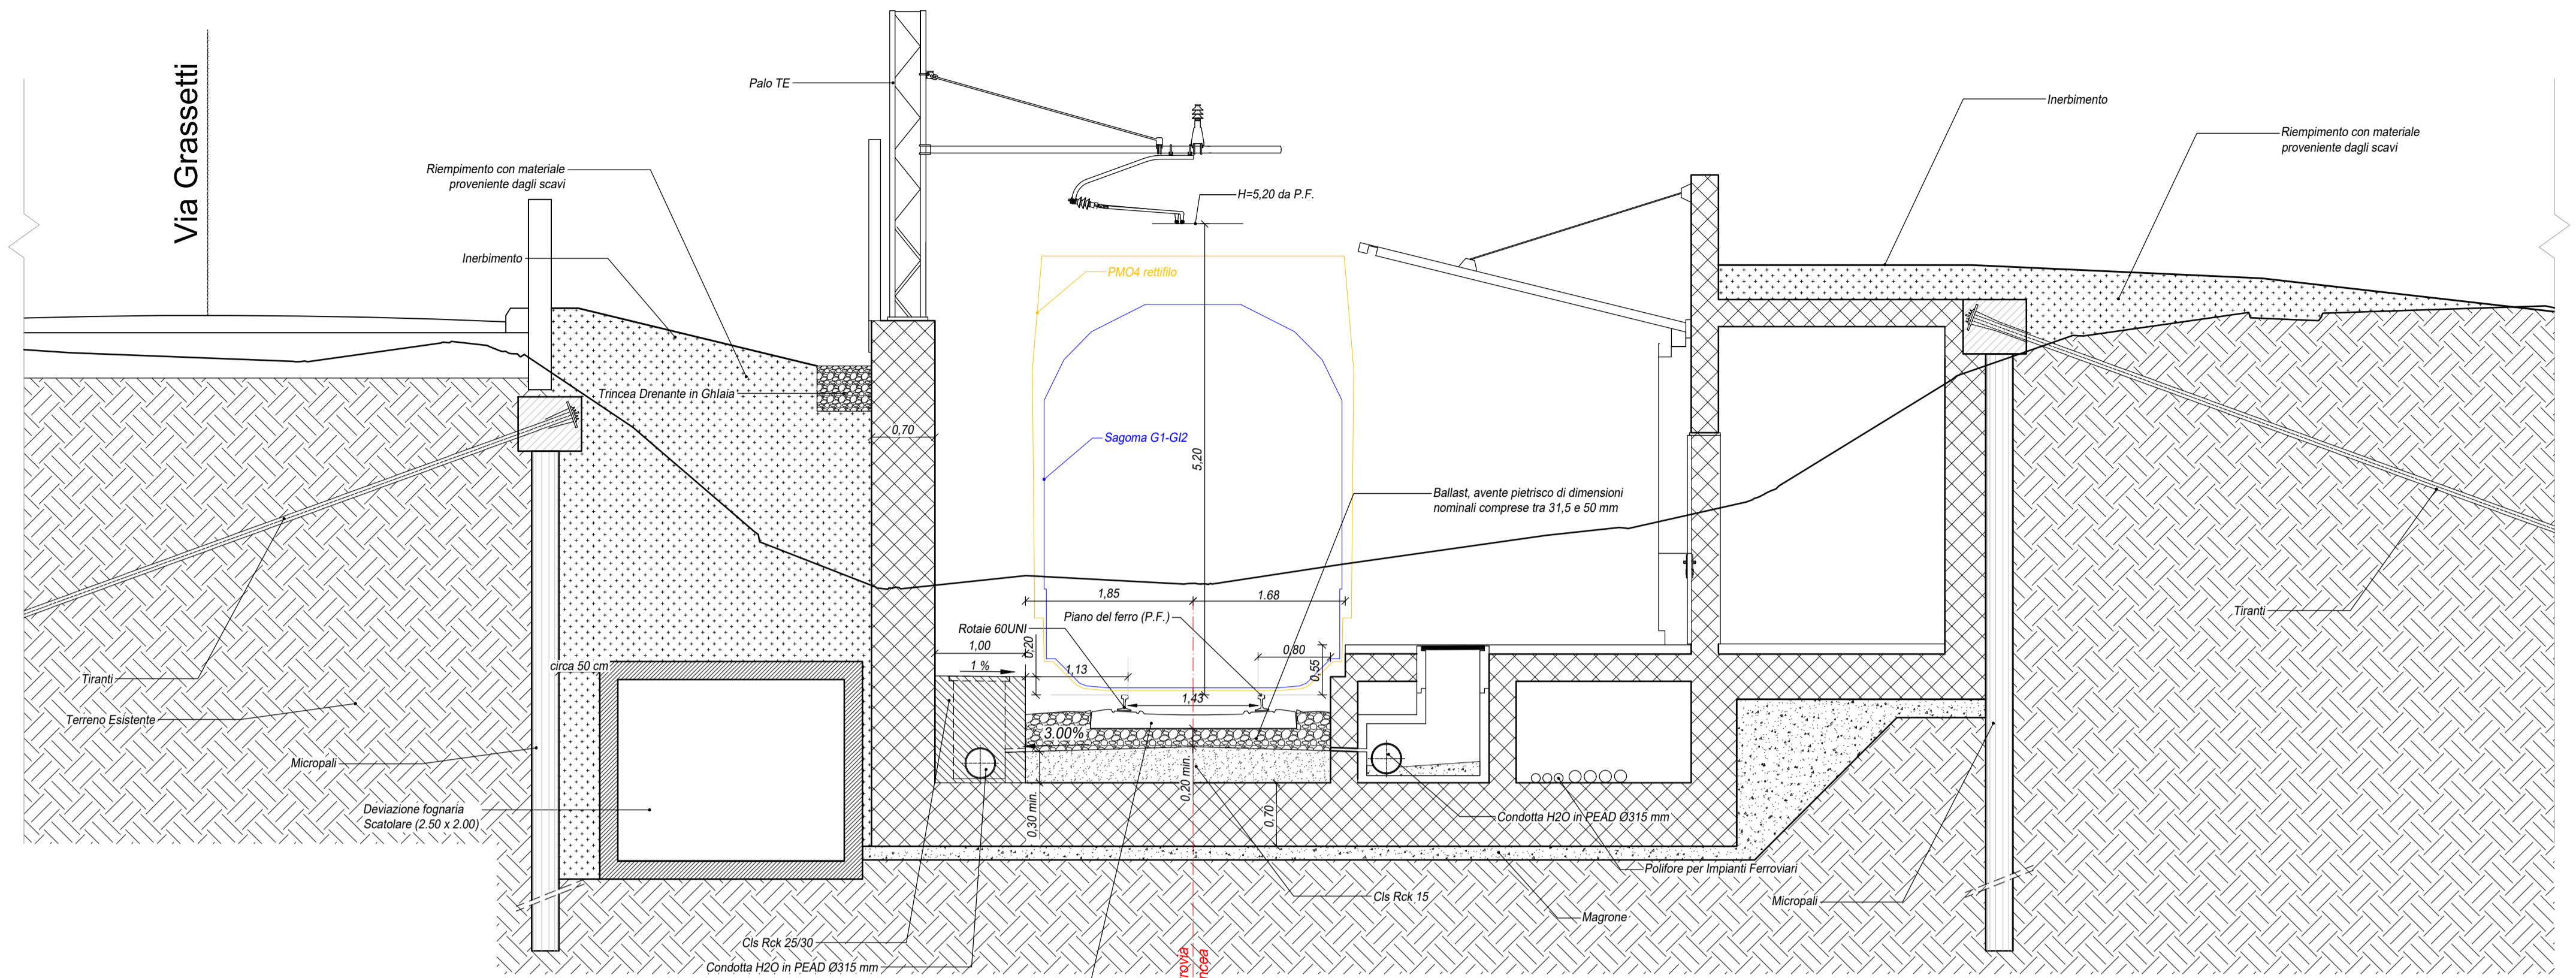 Via Grassetti
Palo TE
Inerbimento
Riempimento con materiale
proveniente dagli scavi
Riempimento con materiale
proveniente dagli scavi
H=5,20 da P.F.
Inerbimento
PMO4 rettifilo
Trincea Drenante in GhIaia
0,70
Sagoma G1-GI2
5,20
Ballast, avente pietrisco di dimensioni
nominali comprese tra 31,5 e 50 mm
1,85
1.68
Piano del ferro (P.F.)
Rotaie 60UNI
Tiranti
1,00
0,20
0,80
0,55
circa 50 cm
1 %
1,13
Tiranti
1,43
Terreno Esistente
3.00%
Micropali
0,20 min.
Deviazione fognaria
Scatolare (2.50 x 2.00)
0,30 min.
0,70
Condotta H2O in PEAD Ø315 mm
Polifore per Impianti Ferroviari
Cls Rck 15
Micropali
Magrone
Cls Rck 25/30
Condotta H2O in PEAD Ø315 mm
rovia
ncea